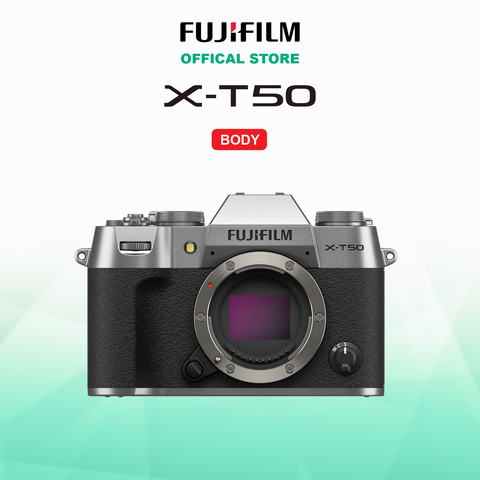 FUJIFILM
OFFICAL STORE
X-T50
BODY
FUJIFILM
X-T50
M C S